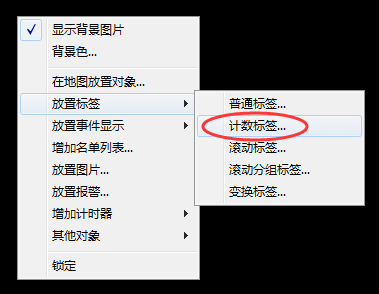 显示背景图片
背景色...
在地图放置对象...
放置标签
放置事件显示
增加名单列表...
放置图片...
放置报警...
增加计时器
其他对象
锁定
普通标签...
计数标签...
滚动标签...
滚动分组标签...
变换标签...